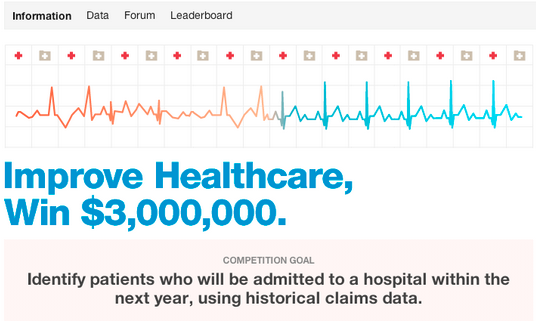 Information Data Forum Leaderboard
Improve Healthcare,
Win $3,000,000.
COMPETITION GOAL
Identify patients who will be admitted to a hospital within the
next year, using historical claims data.